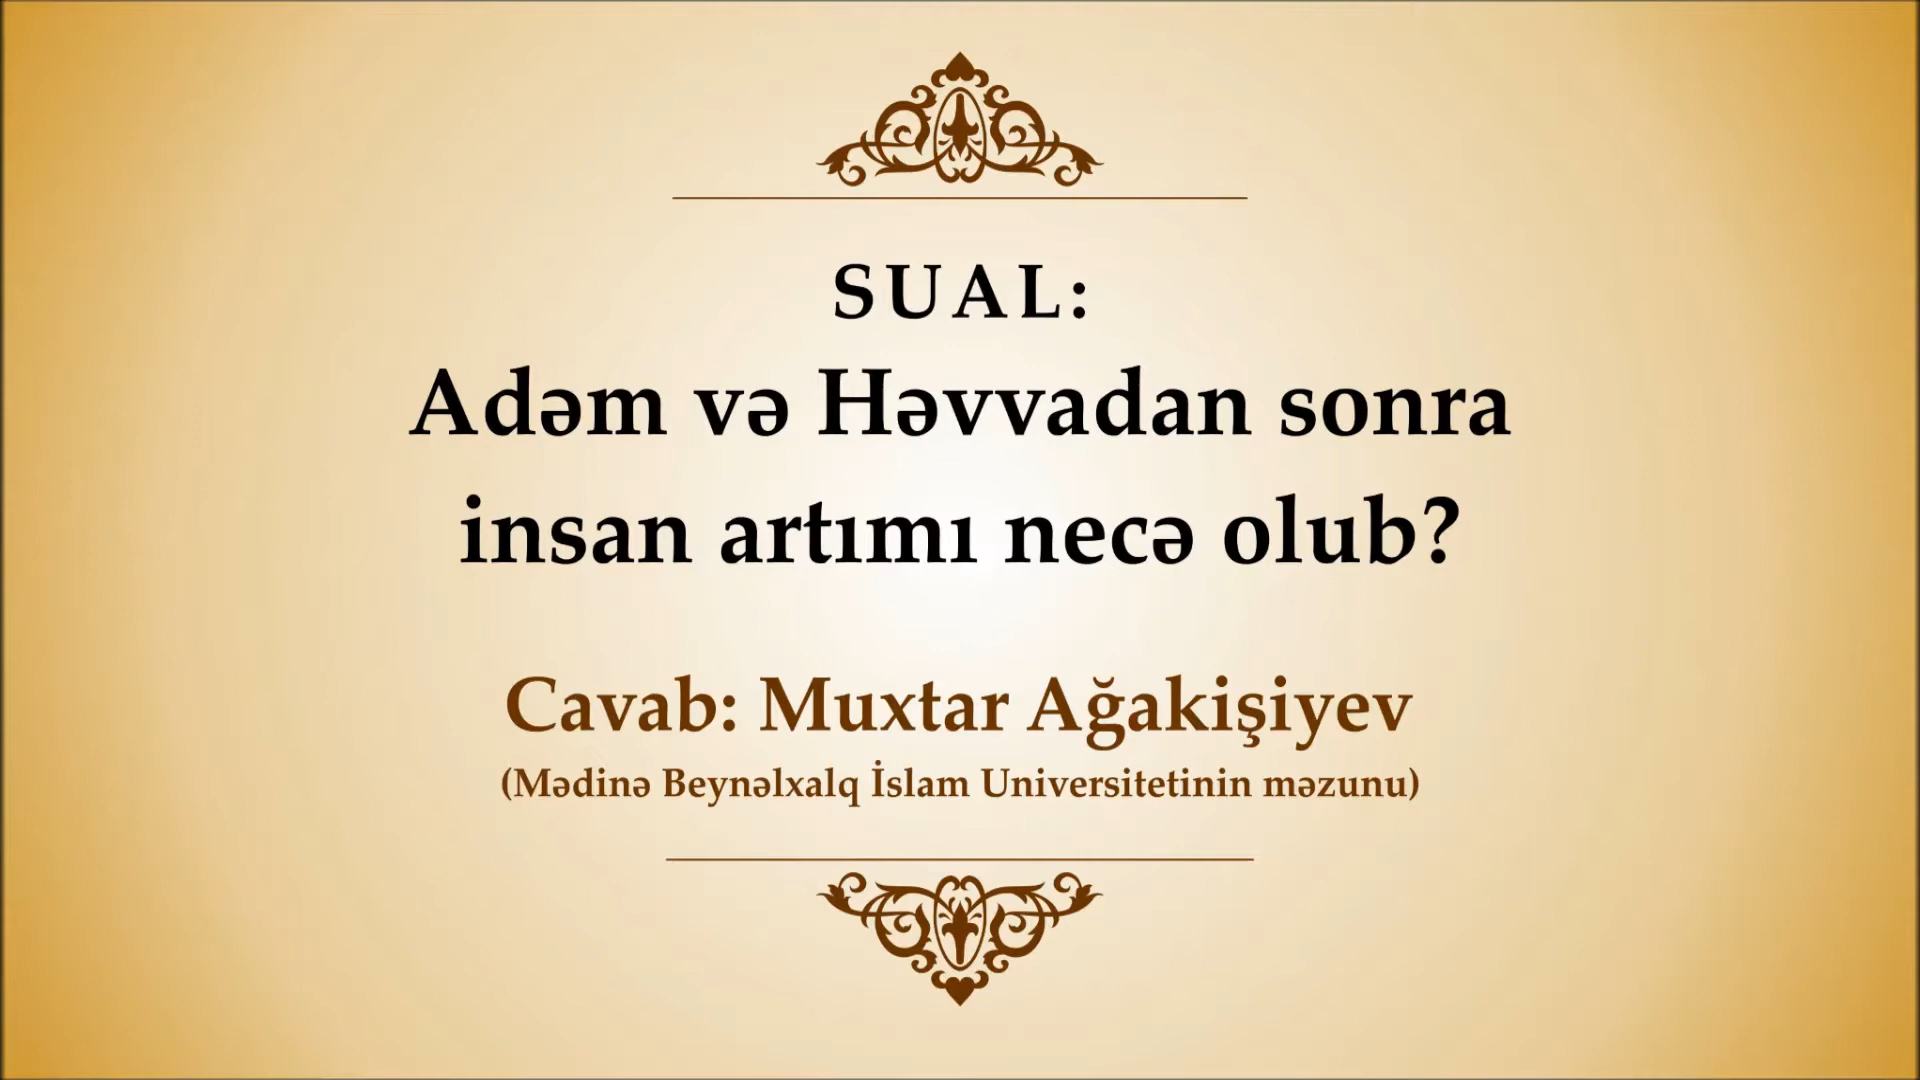 SUAL:
Adəm və Həvvadan sonra
insan artımı necə olub?
Cavab: Muxtar Ağakişiyev
(Mədinə Beynəlxalq İslam Universitetinin məzunu)